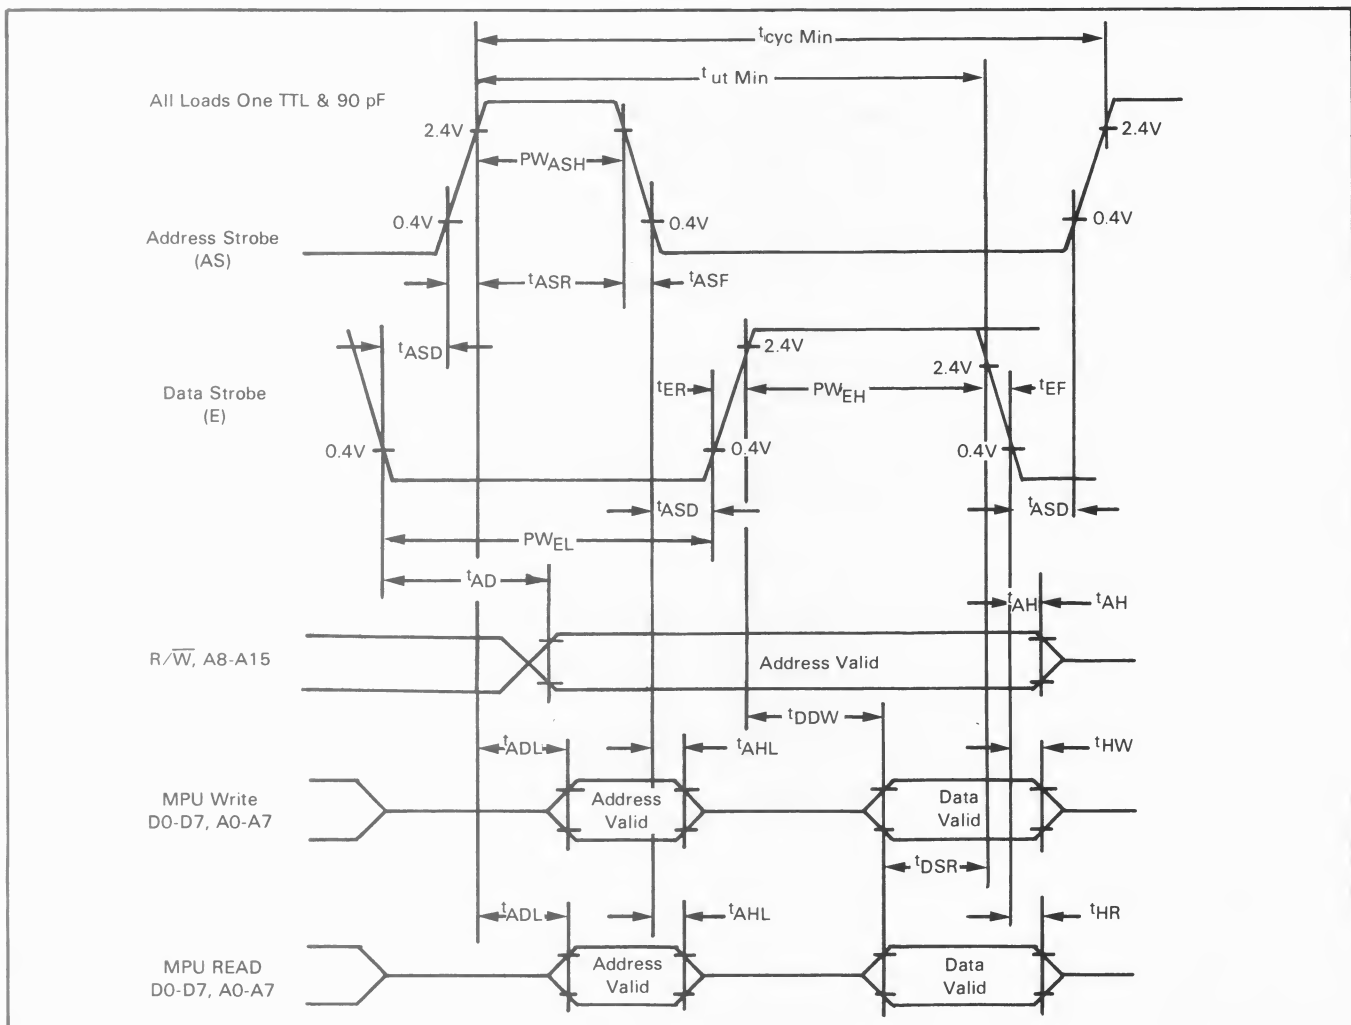 tcyc Min
tut Min
All Loads One TTL & 90 pF
2.4V
2.4V
PWASH
0.4V
0.4V
0.4V
Address Strobe
(AS)
tASR
tASF
tASD
2.4V
2.4V
tER
PWEH
tEF
Data Strobe
(E)
0.4V
0.4V
0.4V
tASD
tASD
PWEL
tAD
tAH
tAH
R/W, A8-A15
Address Valid
tDDW
tADL
tAHL
tHW
MPU Write
D0-D7, A0-A7
Address
Valid
Data
Valid
tDSR
tADL
tAHL
tHR
MPU READ
D0-D7, A0-A7
Address
Valid
Data
Valid